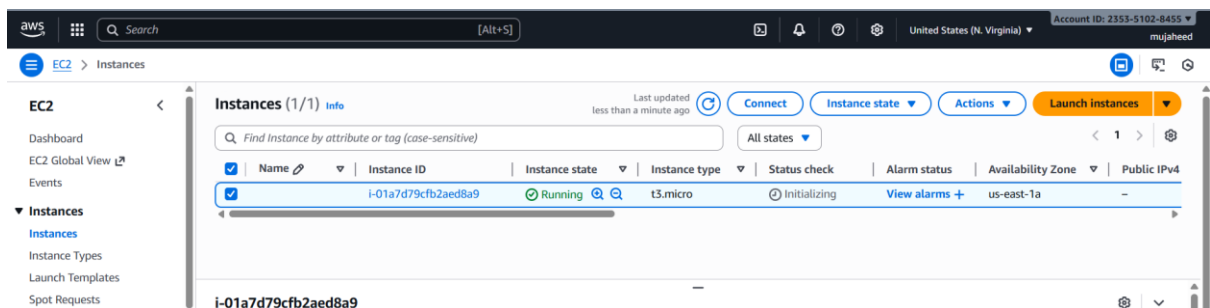 aws Search [Alt+S] United States (N. Virginia) Account ID: 2353-5102-8455
mujaheed
EC2 > Instances
EC2
Dashboard
EC2 Global View
Events
Instances
Instances
Instance Types
Launch Templates
Spot Requests
Instances (1/1) Info Last updated less than a minute ago Connect Instance state Actions Launch instances
Find Instance by attribute or tag (case-sensitive) All states 1
Name Instance ID Instance state Instance type Status check Alarm status Availability Zone Public IPv4
i-01a7d79cfb2aed8a9 Running t3.micro Initializing View alarms + us-east-1a –
i-01a7d79cfb2aed8a9